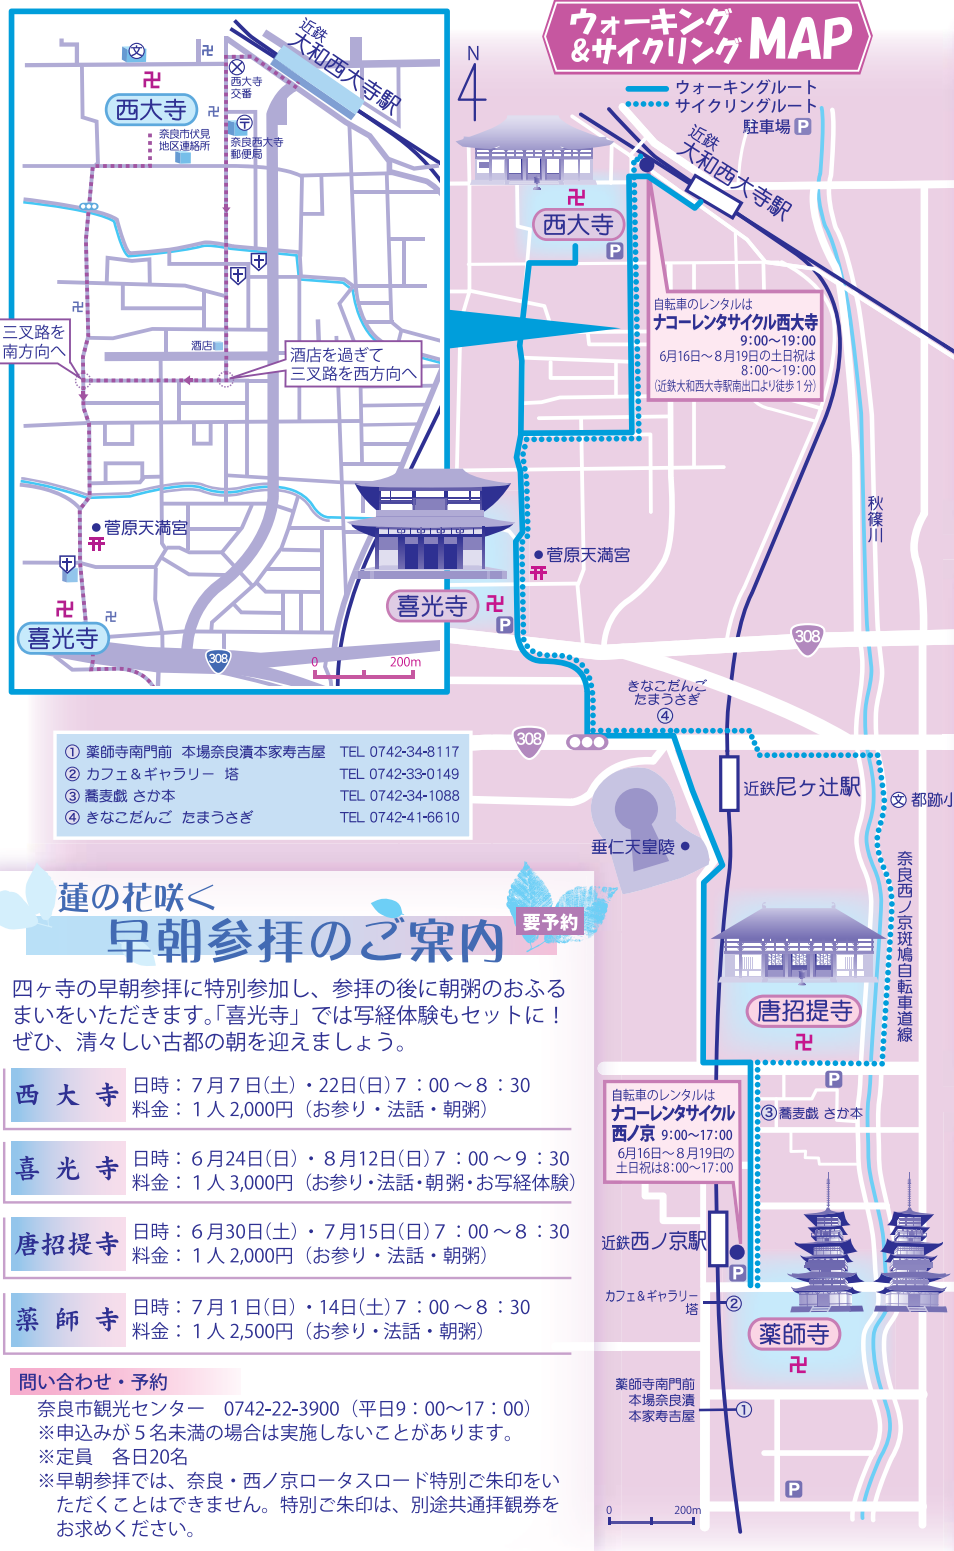 ウォーキング
&サイクリング MAP
ウォーキングルート
サイクリングルート
駐車場 P
N
近鉄
大和西大寺駅
文
西大寺
西大寺
交番
奈良市伏見
地区連絡所
奈良西大寺
郵便局
三叉路を
南方向へ
酒店
酒店を過ぎて
三叉路を西方向へ
菅原天満宮
喜光寺
308
0 200m
近鉄
大和西大寺駅
西大寺
P
自転車のレンタルは
ナコーレンタサイクル西大寺
9:00〜19:00
6月16日〜8月19日の土日祝は
8:00〜19:00
(近鉄大和西大寺駅南出口より徒歩1分)
秋篠川
菅原天満宮
喜光寺
P
308
きなこだんご
たまうさぎ
④
308
① 薬師寺南門前 本場奈良漬本家寿吉屋 TEL 0742-34-8117
② カフェ&ギャラリー 塔 TEL 0742-33-0149
③ 蕎麦戯 さか本 TEL 0742-34-1088
④ きなこだんご たまうさぎ TEL 0742-41-6610
近鉄尼ヶ辻駅
文 都跡小
垂仁天皇陵
奈良西ノ京斑鳩自転車道線
唐招提寺
P
自転車のレンタルは
ナコーレンタサイクル
西ノ京 9:00〜17:00
6月16日〜8月19日の
土日祝は8:00〜17:00
③蕎麦戯 さか本
近鉄西ノ京駅
P
カフェ&ギャラリー
塔
②
薬師寺
薬師寺南門前
本場奈良漬
本家寿吉屋
①
P
0 200m
蓮の花咲く
早朝参拝のご案内
要予約
四ヶ寺の早朝参拝に特別参加し、参拝の後に朝粥のおふる
まいをいただきます。「喜光寺」では写経体験もセットに！
ぜひ、清々しい古都の朝を迎えましょう。
西大寺
日時：7月7日(土)・22日(日)7：00〜8：30
料金：1人2,000円（お参り・法話・朝粥）
喜光寺
日時：6月24日(日)・8月12日(日)7：00〜9：30
料金：1人3,000円（お参り・法話・朝粥・お写経体験）
唐招提寺
日時：6月30日(土)・7月15日(日)7：00〜8：30
料金：1人2,000円（お参り・法話・朝粥）
薬師寺
日時：7月1日(日)・14日(土)7：00〜8：30
料金：1人2,500円（お参り・法話・朝粥）
問い合わせ・予約
奈良市観光センター 0742-22-3900（平日9：00〜17：00）
※申込みが5名未満の場合は実施しないことがあります。
※定員 各日20名
※早朝参拝では、奈良・西ノ京ロータスロード特別ご朱印をい
ただくことはできません。特別ご朱印は、別途共通拝観券を
お求めください。